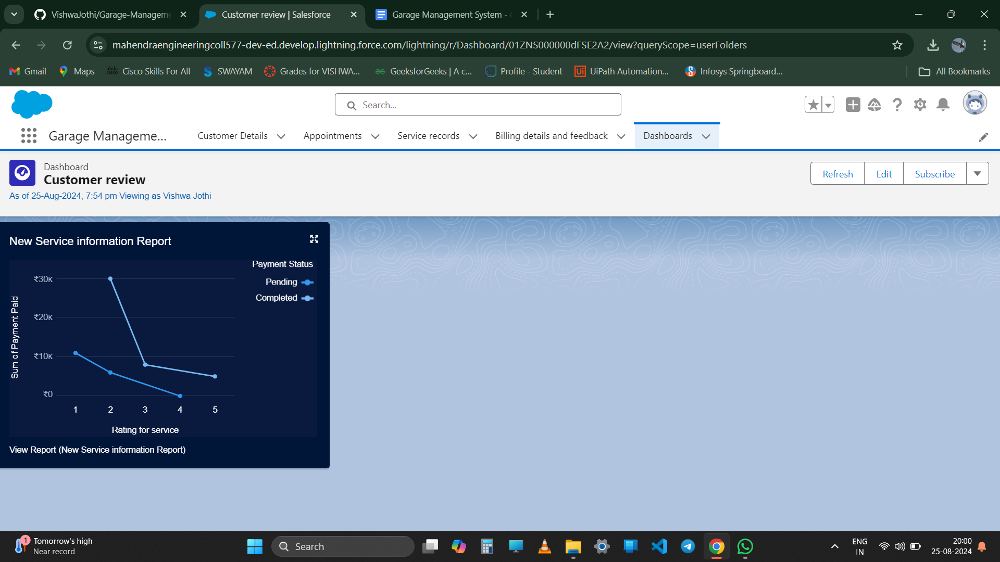 VishwaJothi/Garage-Manageme
Customer review | Salesforce
Garage Management System -
mahendraengineeringcoll577-dev-ed.develop.lightning.force.com/lightning/r/Dashboard/01ZNS000000dFSE2A2/view?queryScope=userFolders
Gmail
Maps
Cisco Skills For All
SWAYAM
Grades for VISHWA...
GeeksforGeeks | A c...
Profile - Student
UiPath Automation...
Infosys Springboard...
All Bookmarks
Search...
Garage Manageme...
Customer Details
Appointments
Service records
Billing details and feedback
Dashboards
Dashboard
Customer review
As of 25-Aug-2024, 7:54 pm·Viewing as Vishwa Jothi
Refresh
Edit
Subscribe
New Service information Report
Payment Status
Pending
Completed
Sum of Payment Paid
₹30K
₹20K
₹10K
₹0
1 2 3 4 5
Rating for service
View Report (New Service information Report)
1
Tomorrow's high
Near record
Search
ENG
IN
20:00
25-08-2024